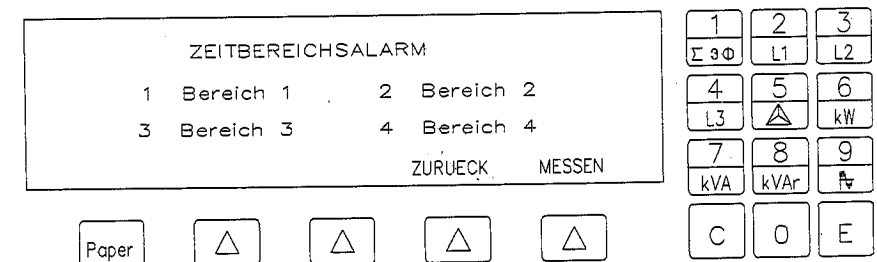 ZEITBEREICHSALARM
1 Bereich 1 2 Bereich 2
3 Bereich 3 4 Bereich 4
ZURUECK MESSEN
Paper
1 2 3
Σ 3Φ L1 L2
4 5 6
L3 kW
7 8 9
kVA kVAr
C 0 E